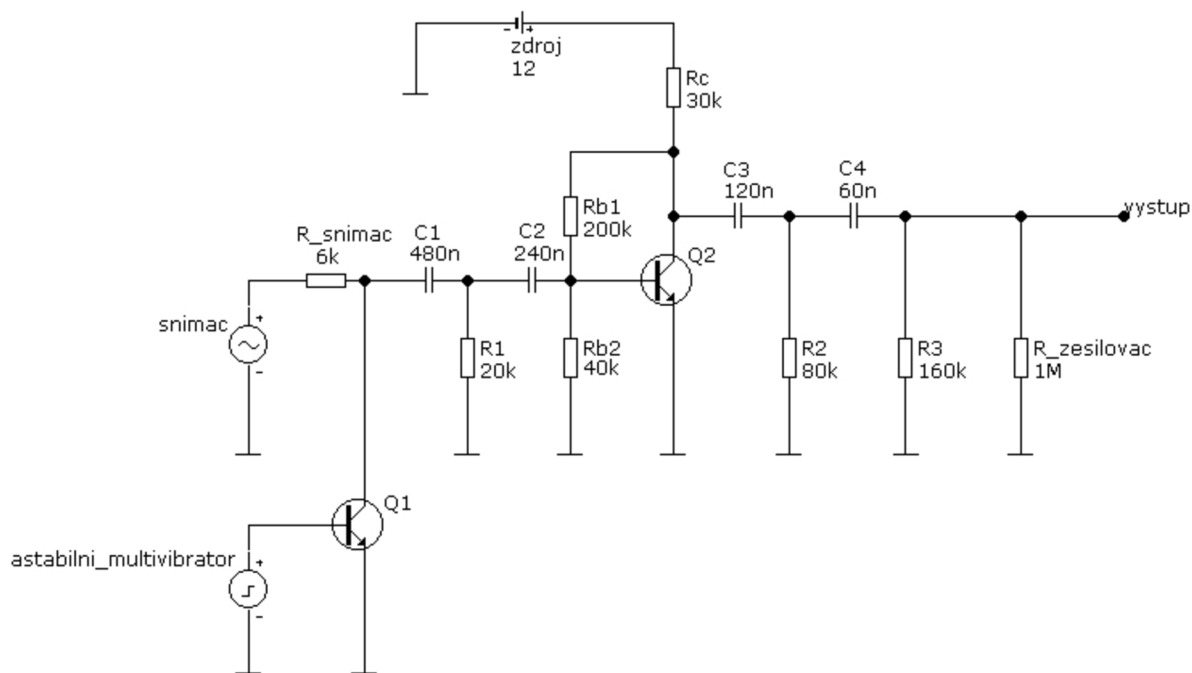 zdroj
12
Rc
30k
C3
120n
C4
60n
vystup
Rb1
200k
R_snimac
6k
C1
480n
C2
240n
Q2
snimac
R1
20k
Rb2
40k
R2
80k
R3
160k
R_zesilovac
1M
Q1
astabilni_multivibrator